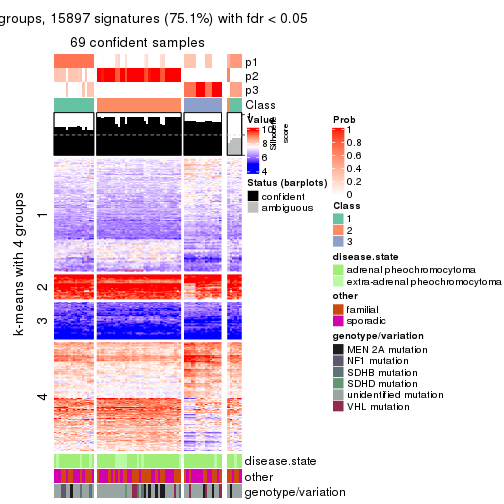 groups, 15897 signatures (75.1%) with fdr < 0.05
69 confident samples
p1
p2
p3
Class
k-means with 4 groups
1
2
3
4
Value
10
8
6
4
Silhouette
score
1
Status (barplots)
confident
ambiguous
Prob
1
0.8
0.6
0.4
0.2
0
Class
1
2
3
disease.state
adrenal pheochromocytoma
extra-adrenal pheochromocytoma
other
familial
sporadic
genotype/variation
MEN 2A mutation
NF1 mutation
SDHB mutation
SDHD mutation
unidentified mutation
VHL mutation
disease.state
other
genotype/variation